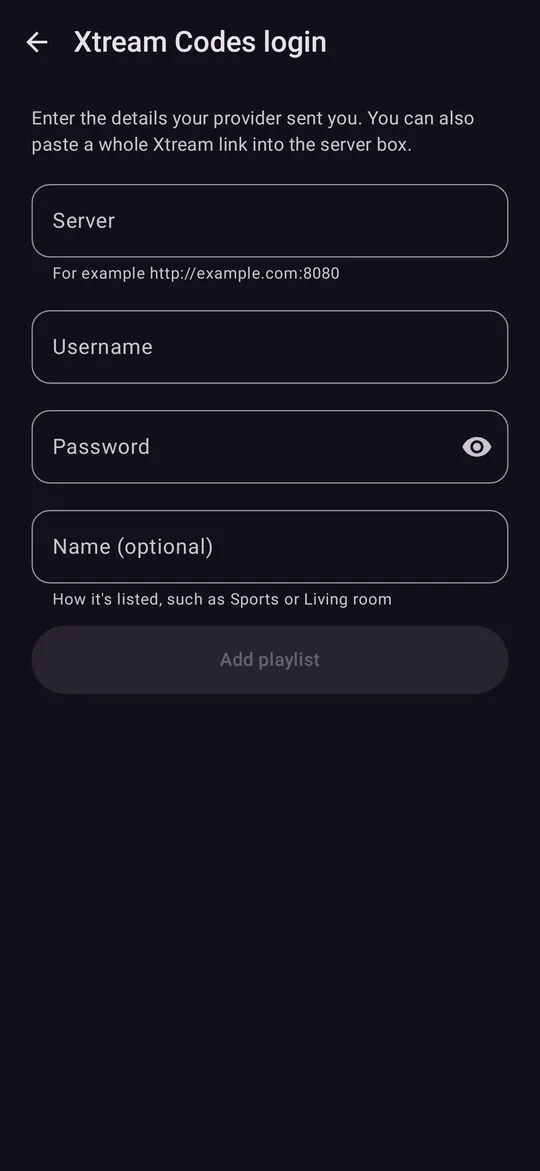 Xtream Codes login
Enter the details your provider sent you. You can also
paste a whole Xtream link into the server box.
Server
For example http://example.com:8080
Username
Password
Name (optional)
How it's listed, such as Sports or Living room
Add playlist